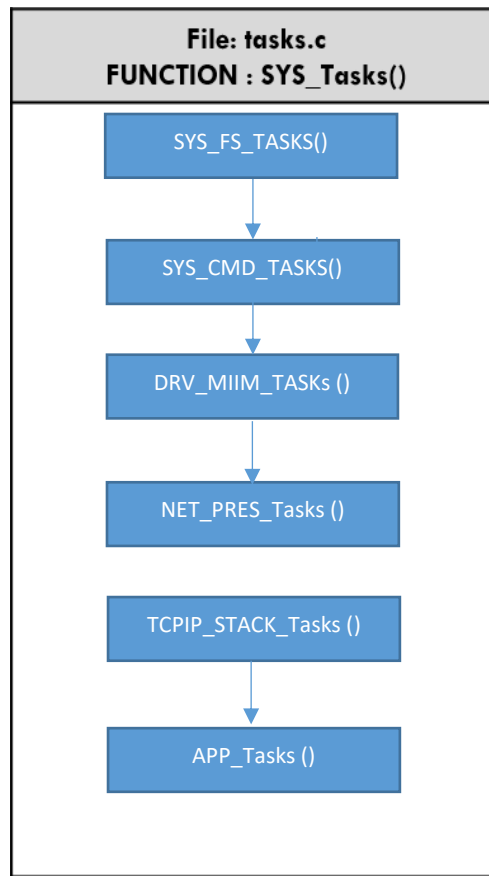 File: tasks.c
FUNCTION : SYS_Tasks()
SYS_FS_TASKS()
SYS_CMD_TASKS()
DRV_MIIM_TASKs ()
NET_PRES_Tasks ()
TCPIP_STACK_Tasks ()
APP_Tasks ()